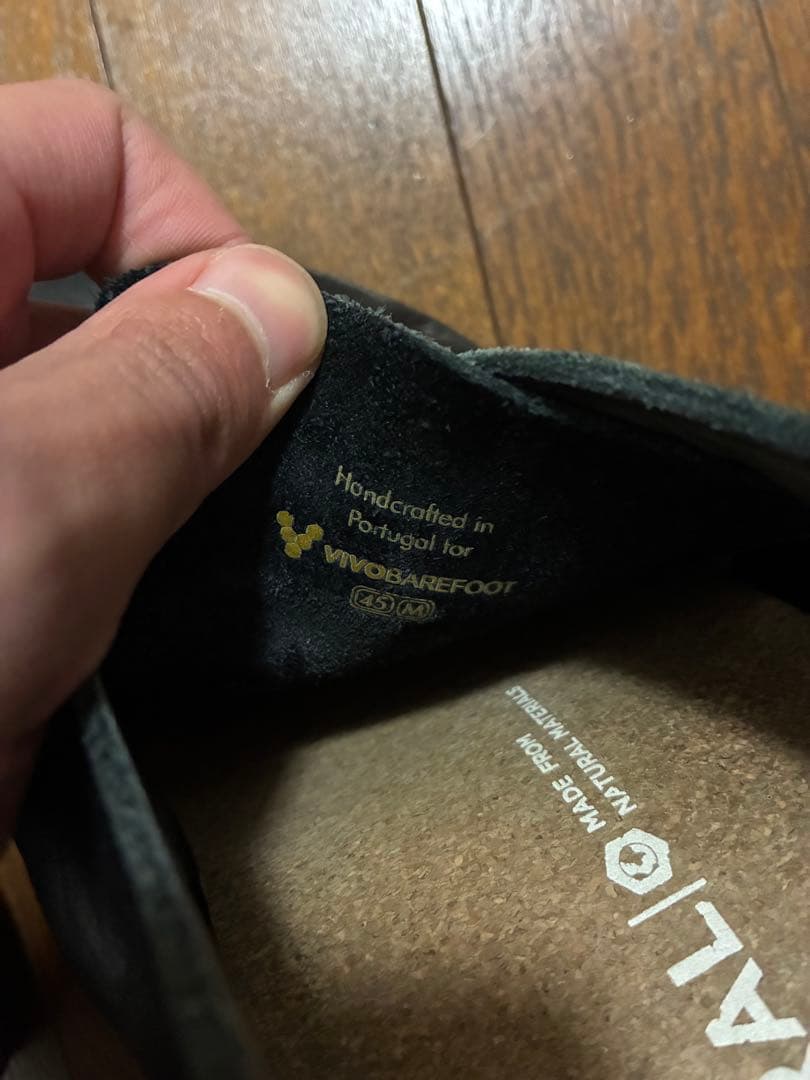 Handcrafted in
Portugal for
VIVOBAREFOOT
45 M
MADE FROM
NATURAL MATERIALS